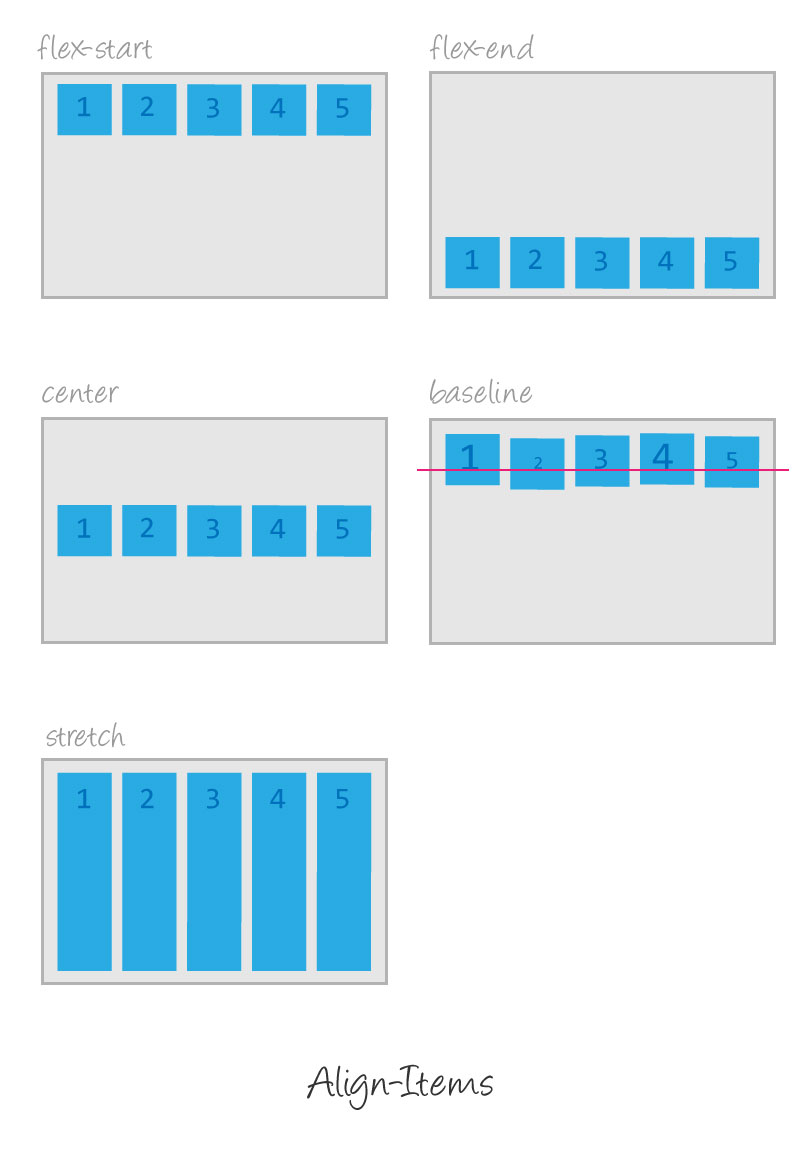 flex-start
1 2 3 4 5
flex-end
1 2 3 4 5
center
1 2 3 4 5
baseline
1 2 3 4 5
stretch
1 2 3 4 5
Align-Items